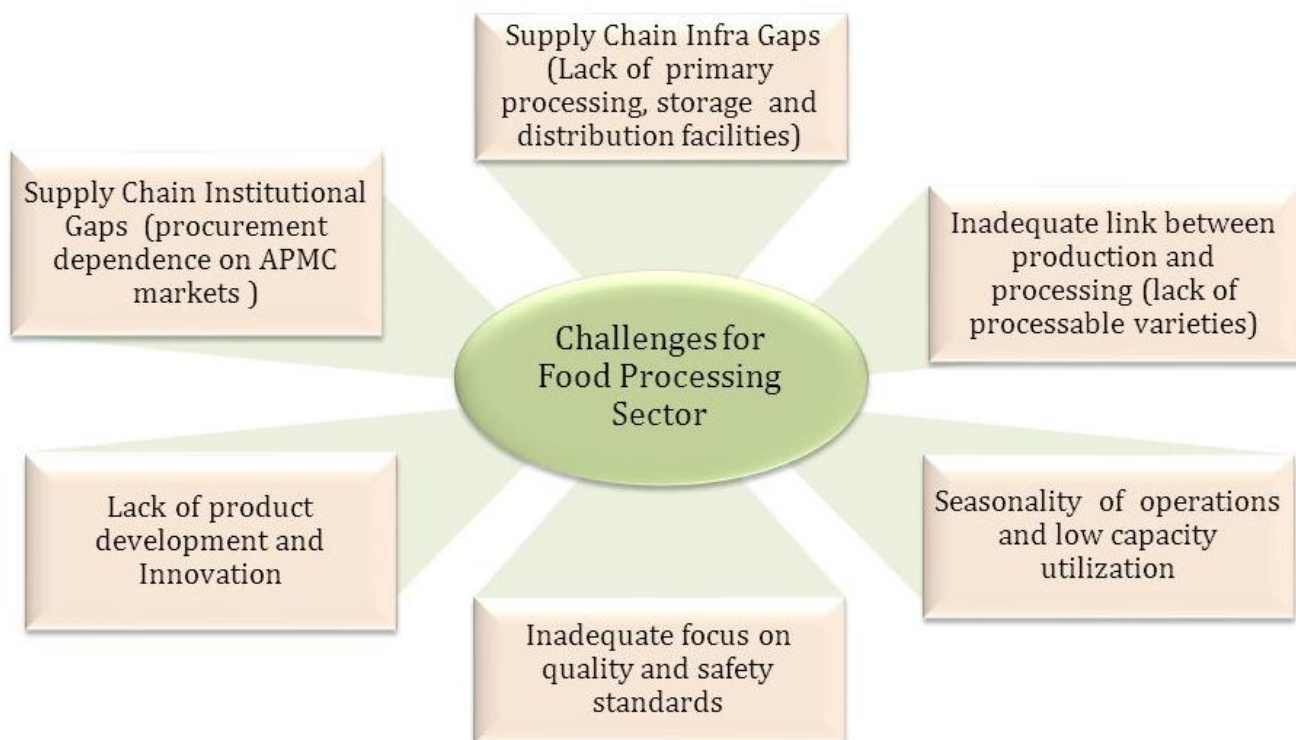 Supply Chain Infra Gaps
(Lack of primary
processing, storage and
distribution facilities)
Supply Chain Institutional
Gaps (procurement
dependence on APMC
markets )
Inadequate link between
production and
processing (lack of
processable varieties)
Challenges for
Food Processing
Sector
Lack of product
development and
Innovation
Seasonality of operations
and low capacity
utilization
Inadequate focus on
quality and safety
standards